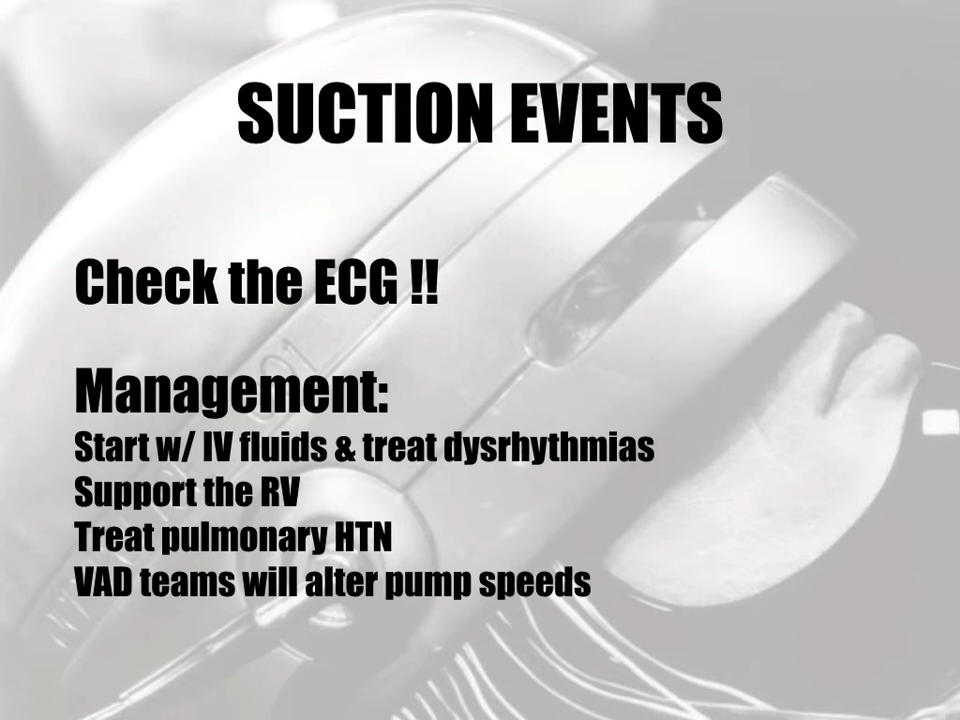 SUCTION EVENTS
Check the ECG !!
Management:
Start w/ IV fluids & treat dysrhythmias
Support the RV
Treat pulmonary HTN
VAD teams will alter pump speeds